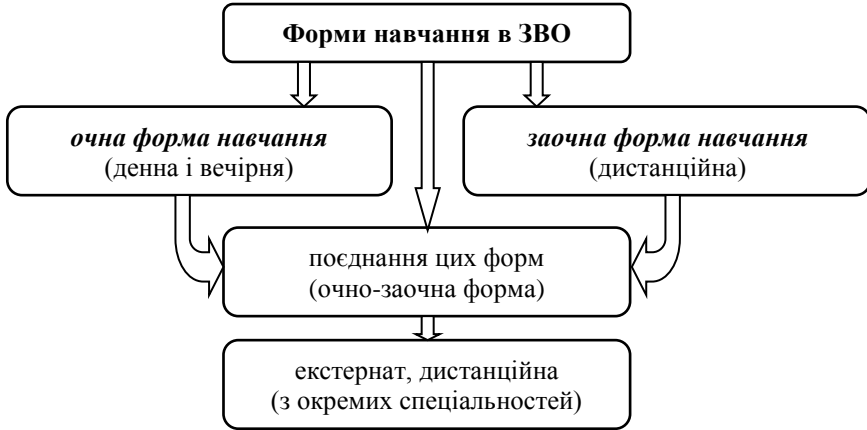 Форми навчання в ЗВО
очна форма навчання
(денна і вечірня)
заочна форма навчання
(дистанційна)
поєднання цих форм
(очно-заочна форма)
екстернат, дистанційна
(з окремих спеціальностей)